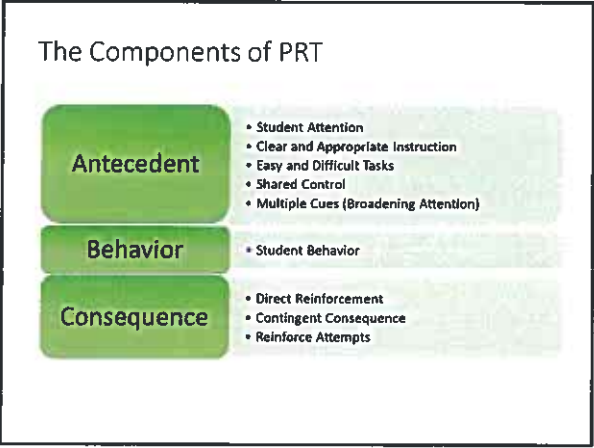 The Components of PRT
Antecedent
• Student Attention
• Clear and Appropriate Instruction
• Easy and Difficult Tasks
• Shared Control
• Multiple Cues (Broadening Attention)
Behavior
• Student Behavior
Consequence
• Direct Reinforcement
• Contingent Consequence
• Reinforce Attempts